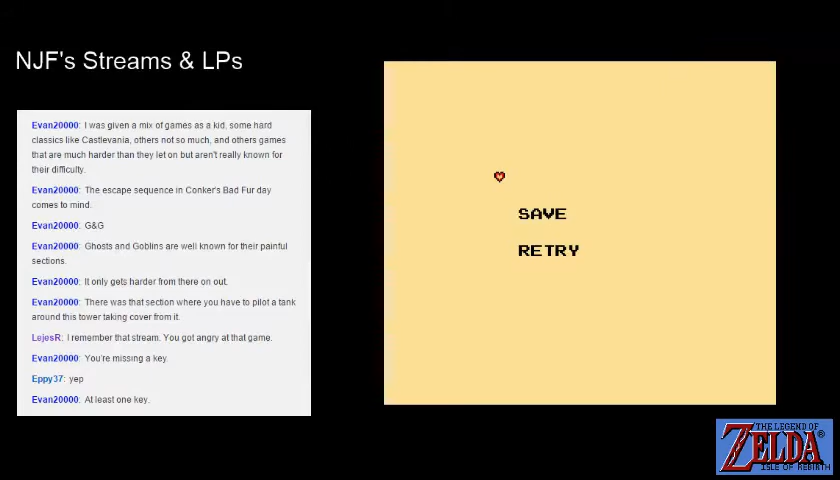 NJF's Streams & LPs
Evan20000: I was given a mix of games as a kid, some hard
classics like Castlevania, others not so much, and others games
that are much harder than they let on but aren't really known for
their difficulty.
Evan20000: The escape sequence in Conker's Bad Fur day
comes to mind.
Evan20000: G&G
Evan20000: Ghosts and Goblins are well known for their painful
sections.
Evan20000: It only gets harder from there on out.
Evan20000: There was that section where you have to pilot a tank
around this tower taking cover from it.
LejesR: I remember that stream. You got angry at that game.
Evan20000: You're missing a key.
Eppy37: yep
Evan20000: At least one key.
SAVE
RETRY
THE LEGEND OF
ZELDA®
ISLE OF REBIRTH